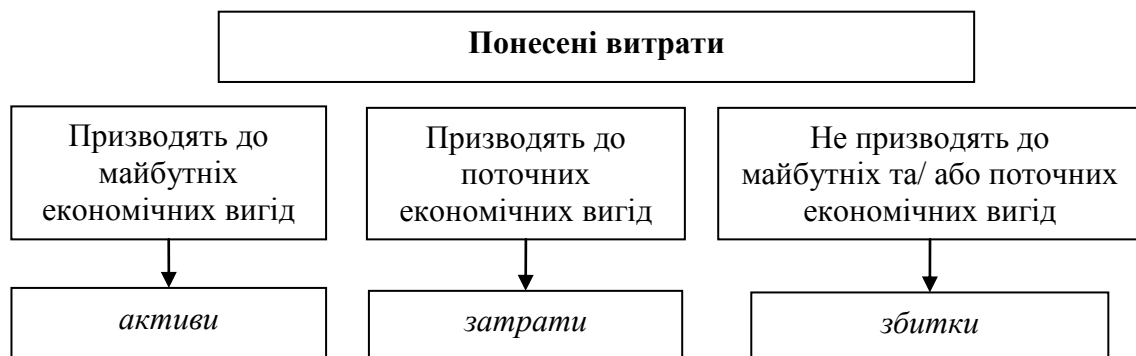 Понесені витрати
Призводять до
майбутніх
економічних вигід
Призводять до
поточних
економічних вигід
Не призводять до
майбутніх та/ або поточних
економічних вигід
активи
затрати
збитки